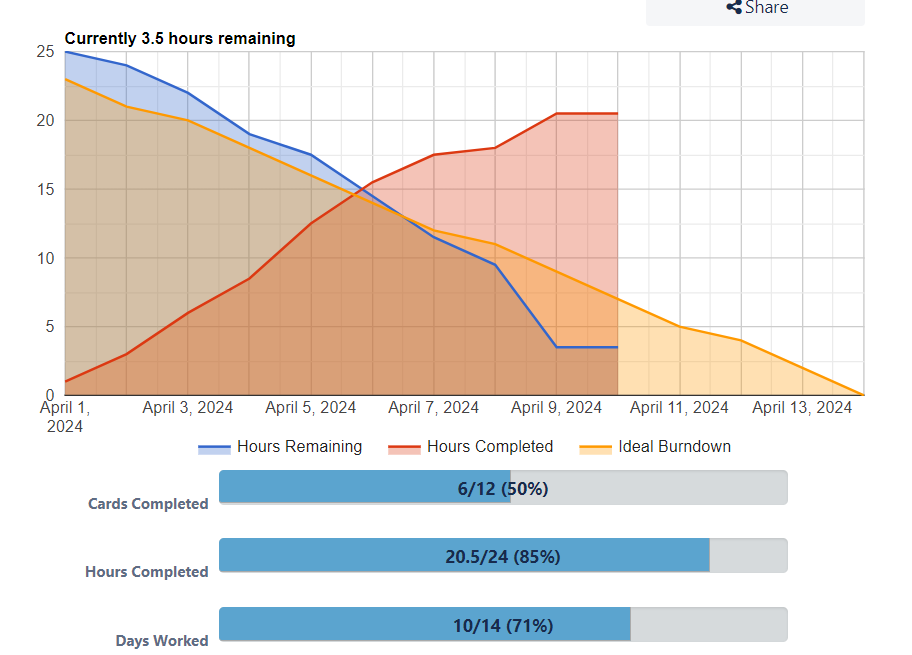 Share
Currently 3.5 hours remaining
25
20
15
10
5
0
April 1, 2024
April 3, 2024
April 5, 2024
April 7, 2024
April 9, 2024
April 11, 2024
April 13, 2024
Hours Remaining
Hours Completed
Ideal Burndown
Cards Completed
6/12 (50%)
Hours Completed
20.5/24 (85%)
Days Worked
10/14 (71%)